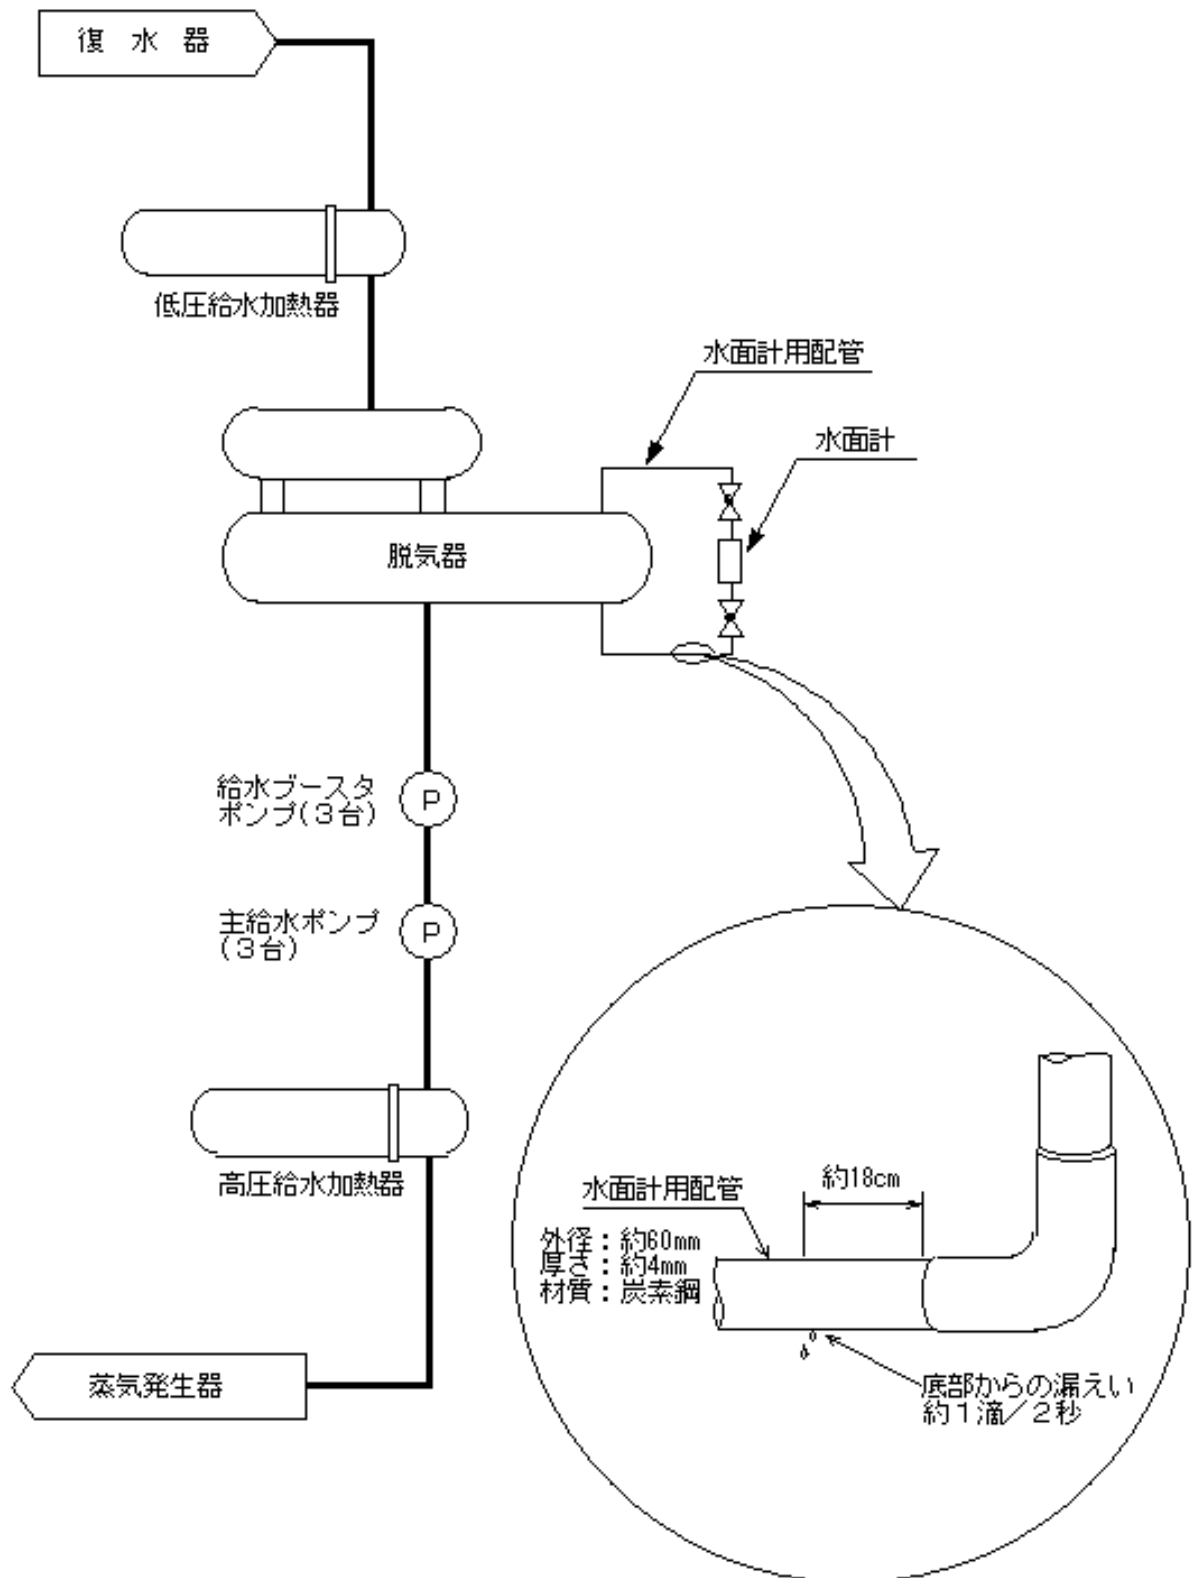 復水器
低圧給水加熱器
水面計用配管
水面計
脱気器
給水ブースタ
ポンプ(３台)
P
主給水ポンプ
(３台)
P
高圧給水加熱器
約18cm
水面計用配管
外径：約60mm
厚さ：約4mm
材質：炭素鋼
蒸気発生器
底部からの漏えい
約１滴／２秒